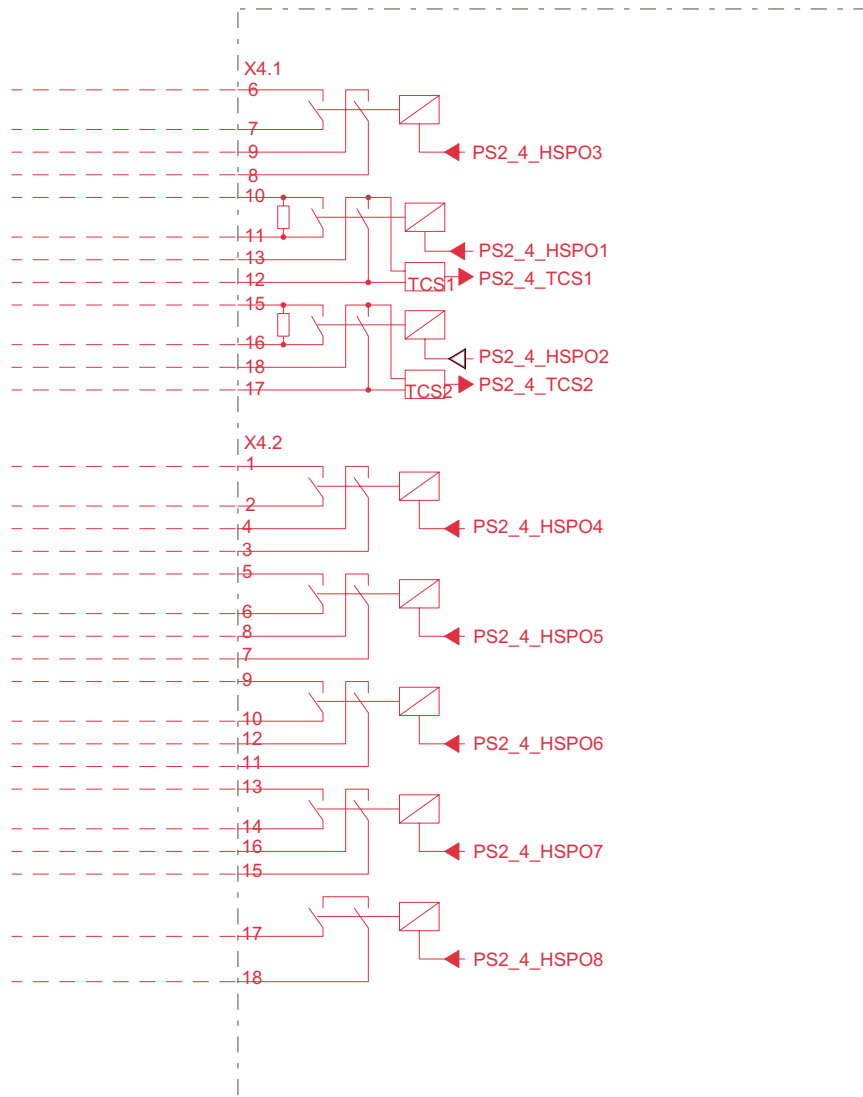 X4.1
6
7
9
PS2_4_HSPO3
8
10
11
13
PS2_4_HSPO1
12
TCS1
PS2_4_TCS1
15
16
18
PS2_4_HSPO2
17
TCS2
PS2_4_TCS2
X4.2
1
2
4
PS2_4_HSPO4
3
5
6
8
PS2_4_HSPO5
7
9
10
12
PS2_4_HSPO6
11
13
14
16
PS2_4_HSPO7
15
17
PS2_4_HSPO8
18